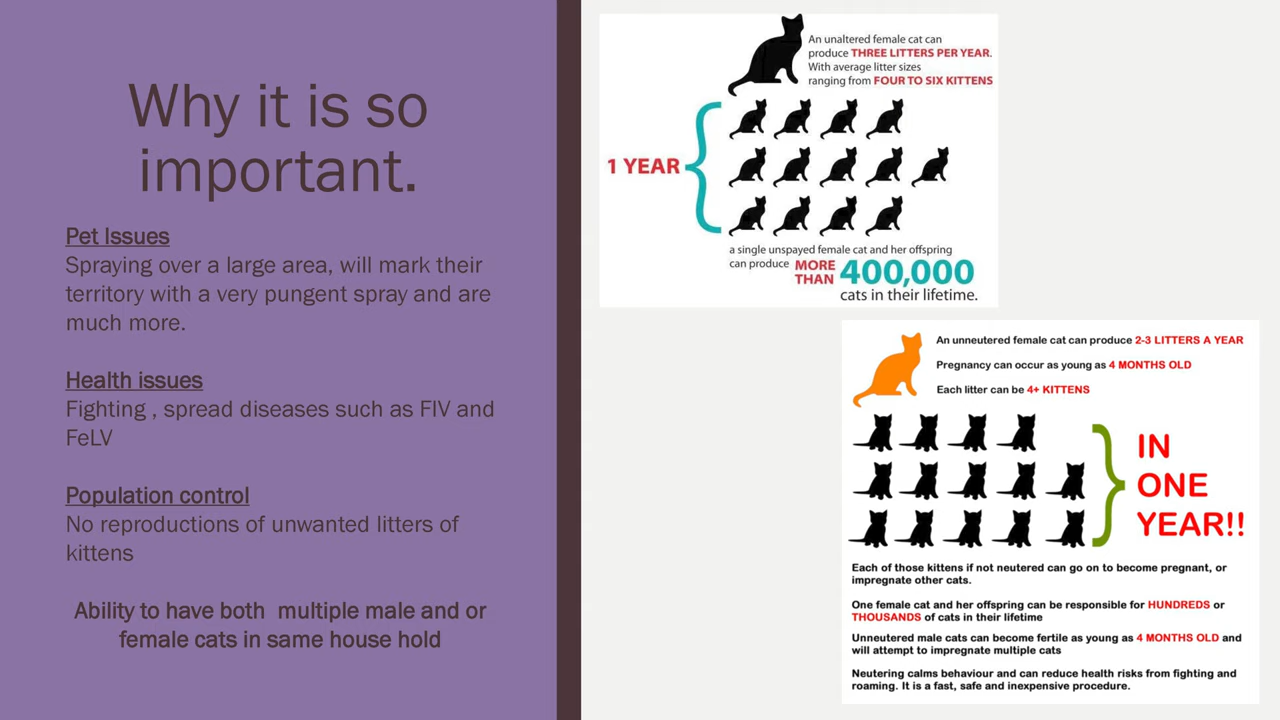 Why it is so
important.
Pet Issues
Spraying over a large area, will mark their
territory with a very pungent spray and are
much more.
Health issues
Fighting , spread diseases such as FIV and
FeLV
Population control
No reproductions of unwanted litters of
kittens
Ability to have both  multiple male and or
female cats in same house hold
An unaltered female cat can
produce THREE LITTERS PER YEAR.
With average litter sizes
ranging from FOUR TO SIX KITTENS
1 YEAR
a single unspayed female cat and her offspring
can produce MORE THAN 400,000
cats in their lifetime.
An unneutered female cat can produce 2-3 LITTERS A YEAR
Pregnancy can occur as young as 4 MONTHS OLD
Each litter can be 4+ KITTENS
IN
ONE
YEAR!!
Each of those kittens if not neutered can go on to become pregnant, or
impregnate other cats.
One female cat and her offspring can be responsible for HUNDREDS or
THOUSANDS of cats in their lifetime
Unneutered male cats can become fertile as young as 4 MONTHS OLD and
will attempt to impregnate multiple cats
Neutering calms behaviour and can reduce health risks from fighting and
roaming. It is a fast, safe and inexpensive procedure.